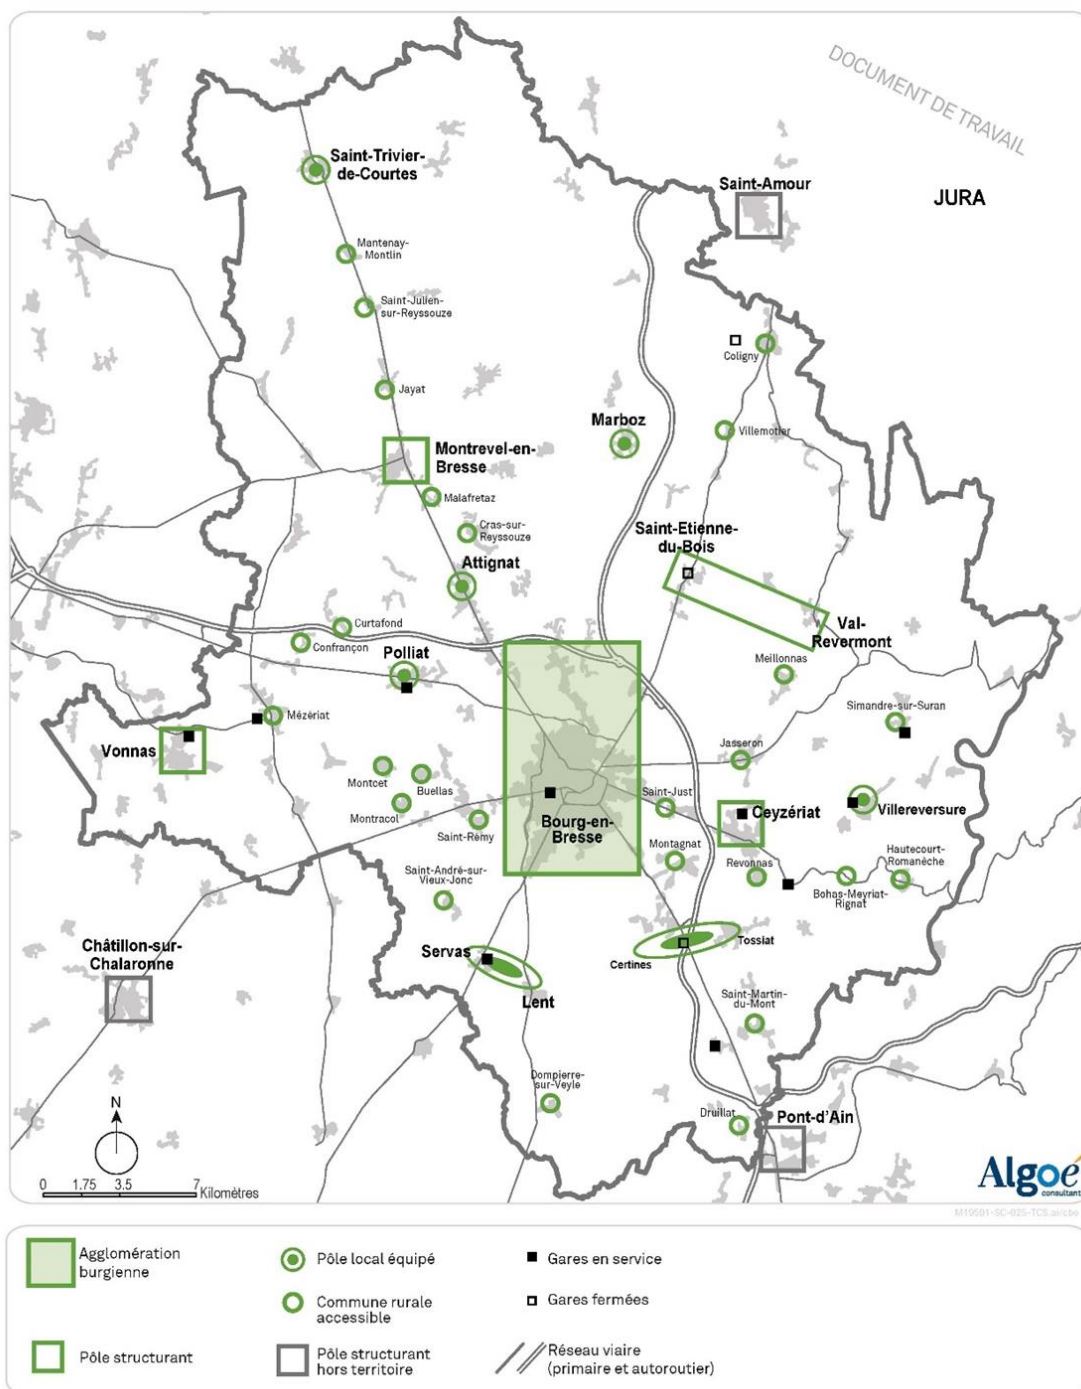 DOCUMENT DE TRAVAIL
Saint-Trivier-
de-Courtes
Saint-Amour
JURA
Mantenay-
Montlin
Saint-Julien-
sur-Reyssouze
Coligny
Jayat
Marboz
Villemotier
Montrevel-en-
Bresse
Malafretaz
Cras-sur-
Reyssouze
Saint-Etienne-
du-Bois
Attignat
Curtafond
Confrançon
Polliat
Val-
Revermont
Meillonnas
Mézériat
Simandre-sur-Suran
Vonnas
Jasseron
Montcet
Buellas
Montracol
Saint-Rémy
Bourg-en-
Bresse
Saint-Just
Ceyzériat
Villereversure
Montagnat
Revonnas
Hautecourt-
Romanèche
Bohas-Meyriat-
Rignat
Saint-André-sur-
Vieux-Jonc
Châtillon-sur-
Chalaronne
Servas
Lent
Certines
Tossiat
Saint-Martin-
du-Mont
Dompierre-
sur-Veyle
Druillat
Pont-d'Ain
N
0 1.75 3.5 7
Kilomètres
Algoé
consultants
M19591-SC-025-TCS.ai/cbo
Agglomération
burgienne
Pôle structurant
Pôle local équipé
Commune rurale
accessible
Pôle structurant
hors territoire
Gares en service
Gares fermées
Réseau viaire
(primaire et autoroutier)